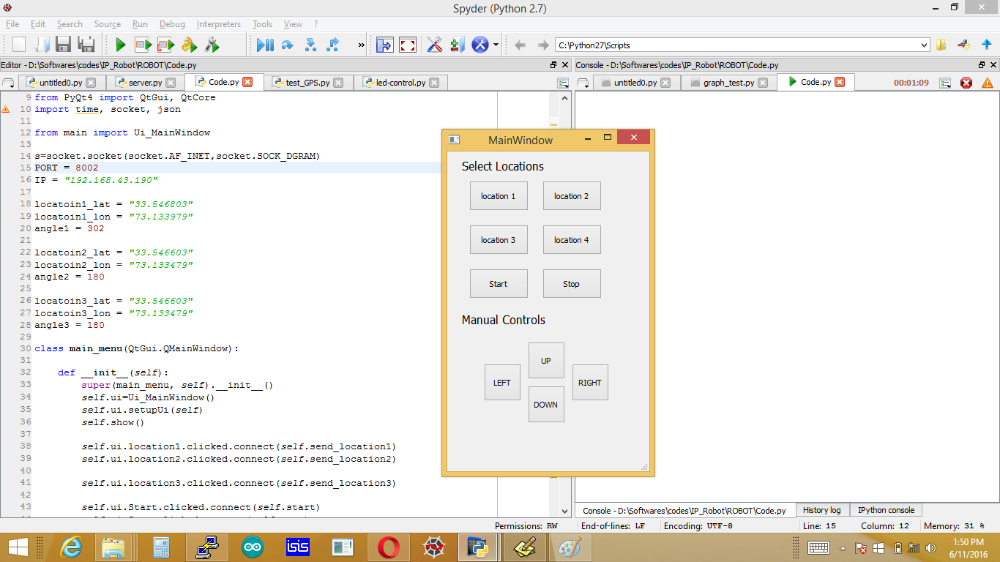 Spyder (Python 2.7)
File Edit Search Source Run Debug Interpreters Tools View ?
C:\Python27\Scripts
Editor - D:\Softwares\codes\IP_Robot\ROBOT\Code.py
Console - D:\Softwares\codes\IP_Robot\ROBOT\Code.py
untitled0.py server.py Code.py test_GPS.py led-control.py
untitled0.py graph_test.py Code.py 00:01:09
9 from PyQt4 import QtGui, QtCore
10 import time, socket, json
11
12 from main import Ui_MainWindow
13
14 s=socket.socket(socket.AF_INET,socket.SOCK_DGRAM)
15 PORT = 8002
16 IP = "192.168.43.190"
17
18 locatoin1_lat = "33.546803"
19 locatoin1_lon = "73.133979"
20 angle1 = 302
21
22 locatoin2_lat = "33.546603"
23 locatoin2_lon = "73.133479"
24 angle2 = 180
25
26 locatoin3_lat = "33.546603"
27 locatoin3_lon = "73.133479"
28 angle3 = 180
29
30 class main_menu(QtGui.QMainWindow):
31
32 def __init__(self):
33 super(main_menu, self).__init__()
34 self.ui=Ui_MainWindow()
35 self.ui.setupUi(self)
36 self.show()
37
38 self.ui.location1.clicked.connect(self.send_location1)
39 self.ui.location2.clicked.connect(self.send_location2)
40
41 self.ui.location3.clicked.connect(self.send_location3)
42
43 self.ui.Start.clicked.connect(self.start)
MainWindow
Select Locations
location 1 location 2
location 3 location 4
Start Stop
Manual Controls
UP
LEFT RIGHT
DOWN
Console - D:\Softwares\codes\IP_Robot\ROBOT\Code.py History log IPython console
Permissions: RW End-of-lines: LF Encoding: UTF-8 Line: 15 Column: 12 Memory: 31 %
isis
1:50 PM
6/11/2016